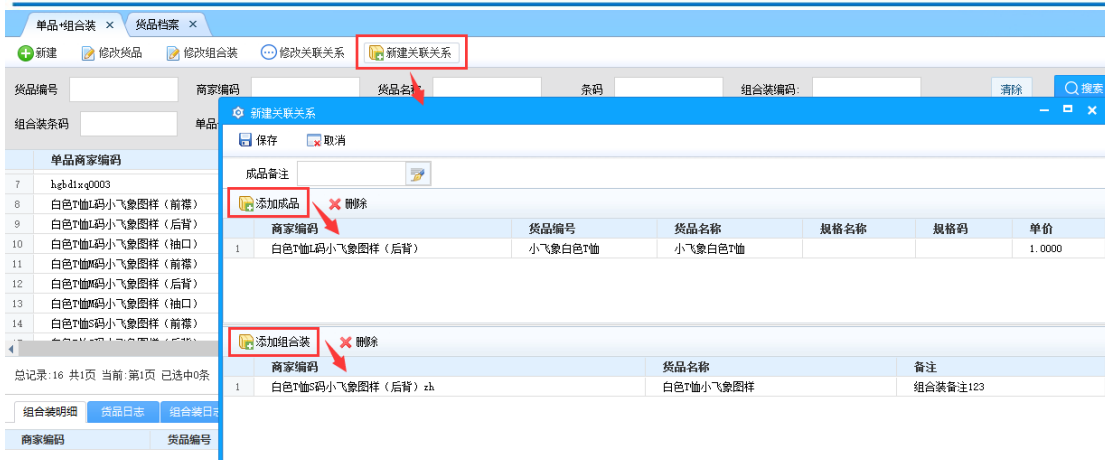 单品+组合装 × 货品档案 ×
新建 修改货品 修改组合装 修改关联关系 新建关联关系
货品编号 商家编码 货品名称 条码 组合装编码: 清除 搜索
组合装条码 单品
新建关联关系
保存 取消
成品备注
添加成品 删除
商家编码 货品编号 货品名称 规格名称 规格码 单价
1 白色T恤L码小飞象图样（后背） 小飞象白色T恤 小飞象白色T恤 1.0000
添加组合装 删除
商家编码 货品名称 备注
1 白色T恤S码小飞象图样（后背）zh 白色T恤小飞象图样 组合装备注123
单品商家编码
7 hgbdlxq0003
8 白色T恤L码小飞象图样（前襟）
9 白色T恤L码小飞象图样（后背）
10 白色T恤L码小飞象图样（袖口）
11 白色T恤M码小飞象图样（前襟）
12 白色T恤M码小飞象图样（后背）
13 白色T恤M码小飞象图样（袖口）
14 白色T恤S码小飞象图样（前襟）
总记录:16 共1页 当前:第1页 已选中0条
组合装明细 货品日志 组合装日志
商家编码 货品编号